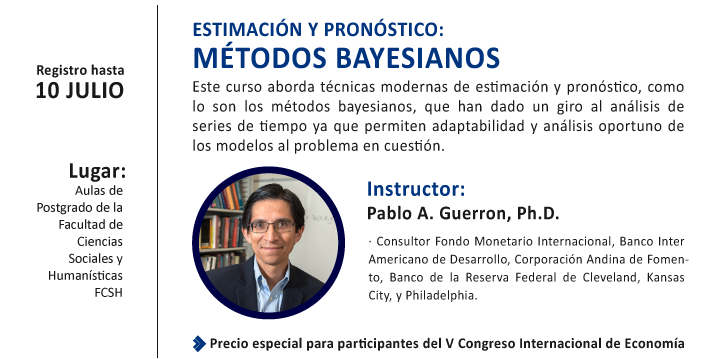 Registro hasta
10 JULIO
Lugar:
Aulas de
Postgrado de la
Facultad de
Ciencias
Sociales y
Humanísticas
FCSH
ESTIMACIÓN Y PRONÓSTICO:
MÉTODOS BAYESIANOS
Este curso aborda técnicas modernas de estimación y pronóstico, como
lo son los métodos bayesianos, que han dado un giro al análisis de
series de tiempo ya que permiten adaptabilidad y análisis oportuno de
los modelos al problema en cuestión.
Instructor:
Pablo A. Guerron, Ph.D.
· Consultor Fondo Monetario Internacional, Banco Inter
Americano de Desarrollo, Corporación Andina de Fomen-
to, Banco de la Reserva Federal de Cleveland, Kansas
City, y Philadelphia.
Precio especial para participantes del V Congreso Internacional de Economía